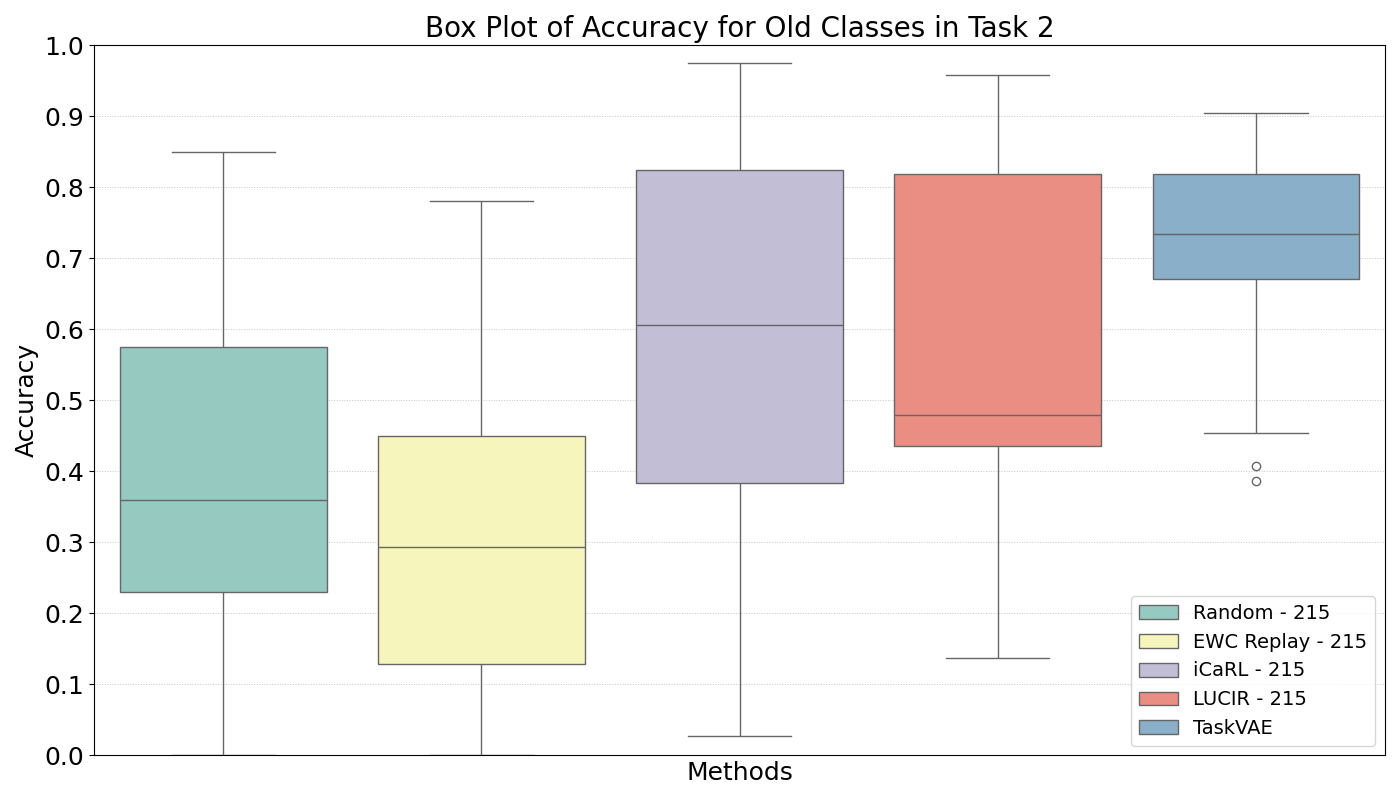 Box Plot of Accuracy for Old Classes in Task 2
1.0
0.9
0.8
0.7
0.6
0.5
0.4
0.3
0.2
0.1
0.0
Accuracy
Methods
Random - 215
EWC Replay - 215
iCaRL - 215
LUCIR - 215
TaskVAE